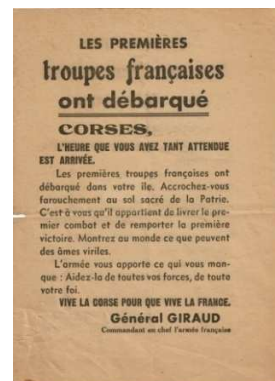 LES PREMIÈRES
troupes françaises
ont débarqué
CORSES,
L'HEURE QUE VOUS AVEZ TANT ATTENDUE
EST ARRIVÉE.
Les premières troupes françaises ont
débarqué dans votre île. Accrochez-vous
farouchement au sol sacré de la Patrie.
C'est à vous qu'il appartient de livrer le pre-
mier combat et de remporter la première
victoire. Montrez au monde ce que peuvent
des âmes viriles.
L'armée vous apporte ce qui vous man-
que : Aidez-la de toutes vos forces, de toute
votre foi.
VIVE LA CORSE POUR QUE VIVE LA FRANCE.
Général GIRAUD
Commandant en chef l'armée française